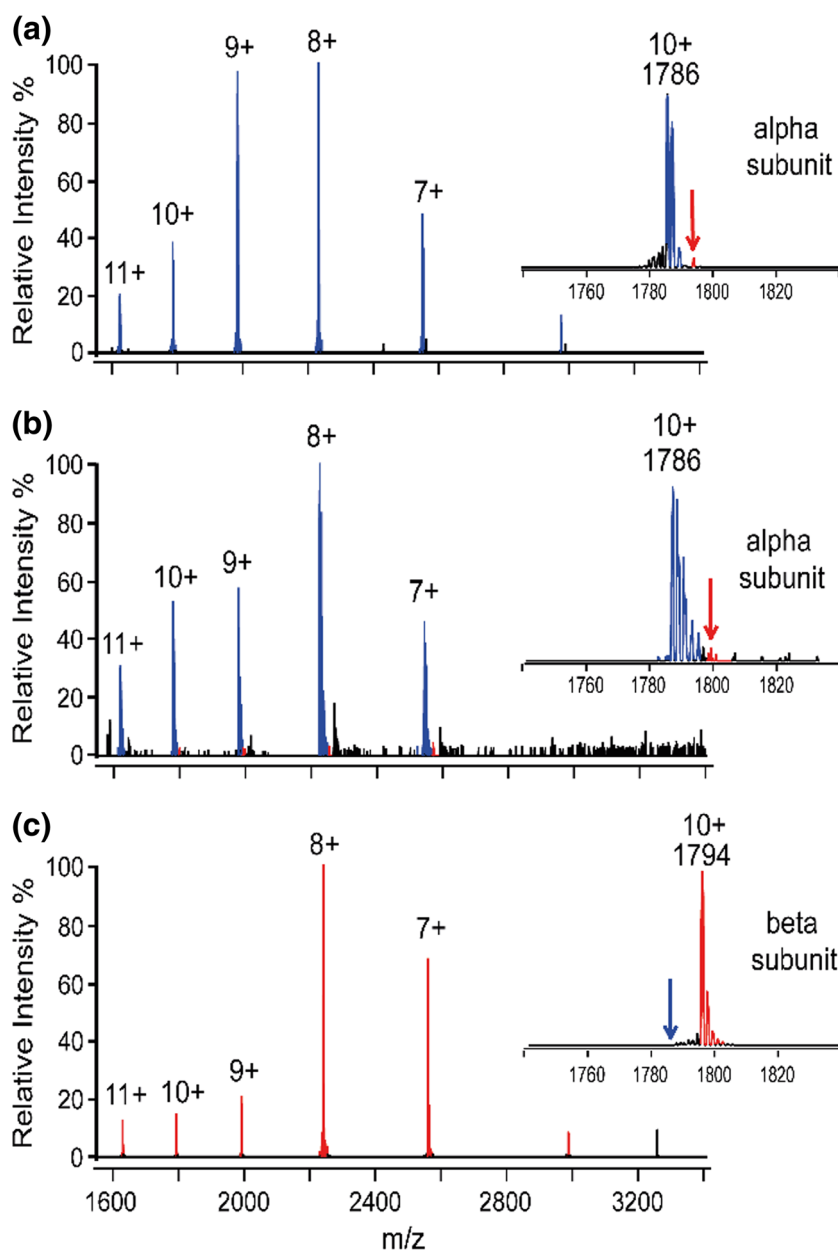 (a)
Relative Intensity %
100
80
60
40
20
0
11+
10+
9+
8+
7+
10+
1786
alpha
subunit
1760 1780 1800 1820
(b)
Relative Intensity %
100
80
60
40
20
0
11+
10+
9+
8+
7+
10+
1786
alpha
subunit
1760 1780 1800 1820
(c)
Relative Intensity %
100
80
60
40
20
0
11+
10+
9+
8+
7+
10+
1794
beta
subunit
1760 1780 1800 1820
1600 2000 2400 2800 3200
m/z